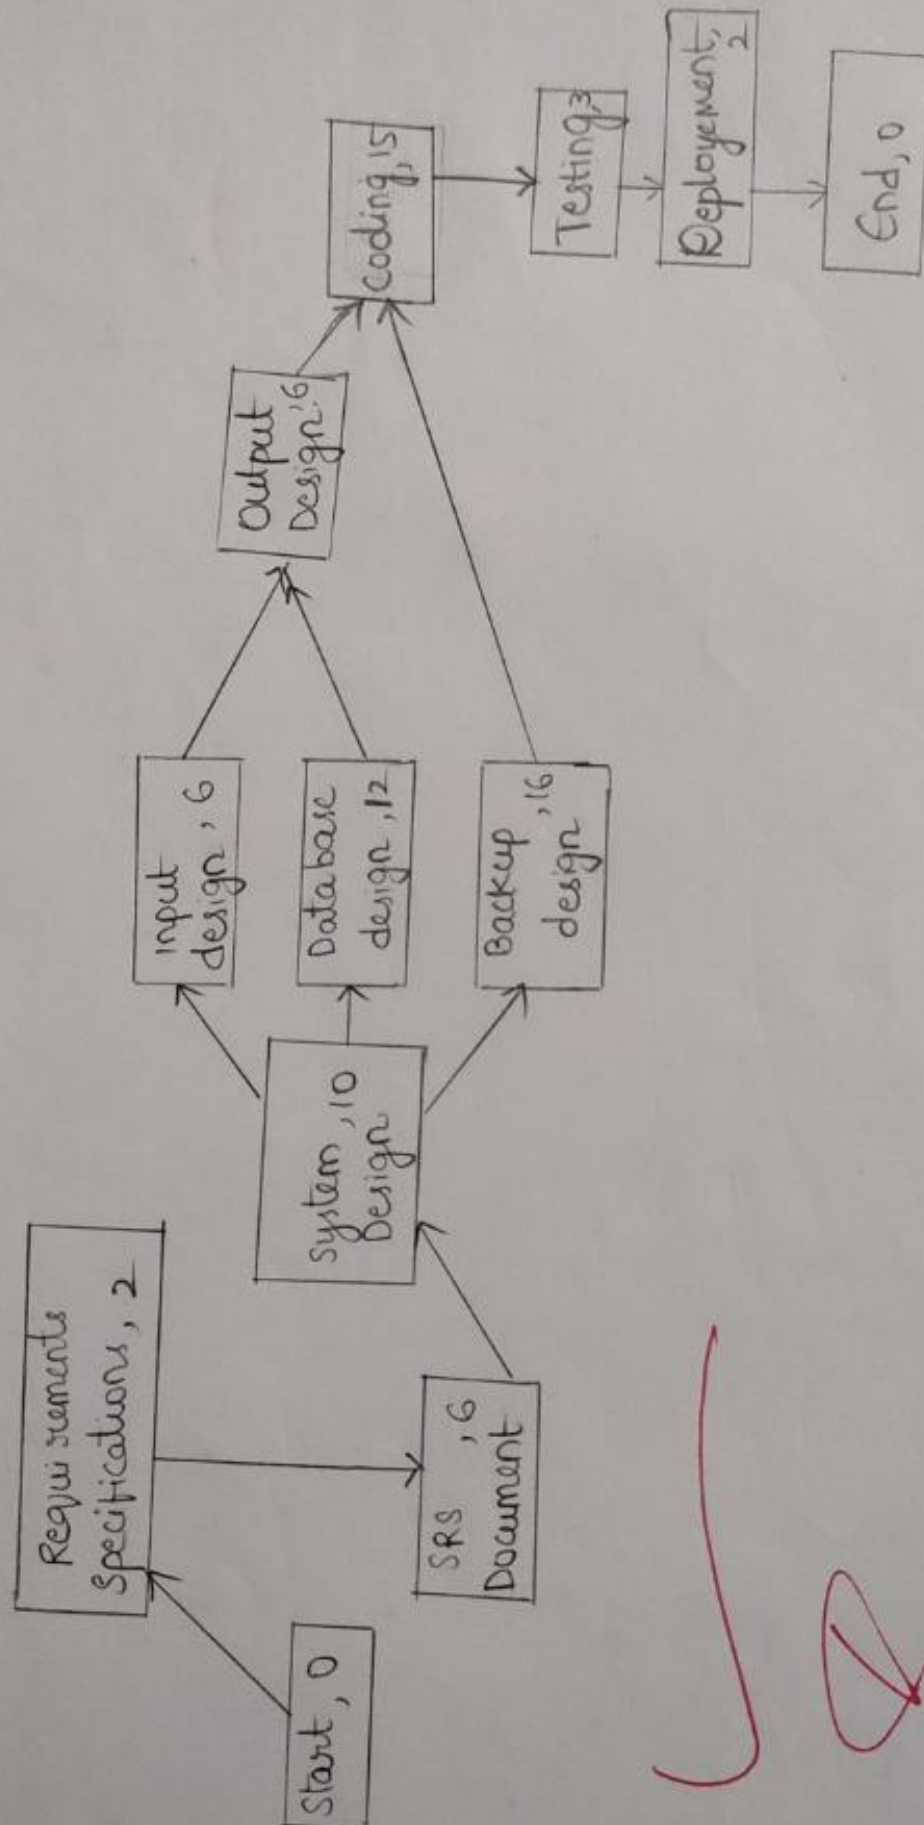 Start, 0
Requirements
Specifications, 2
SRS , 6
Document
System, 10
Design
Input
design, 6
Database
design, 12
Backup , 16
design
Output
Design, 6
Coding, 15
Testing, 3
Deployement,
2
End, 0